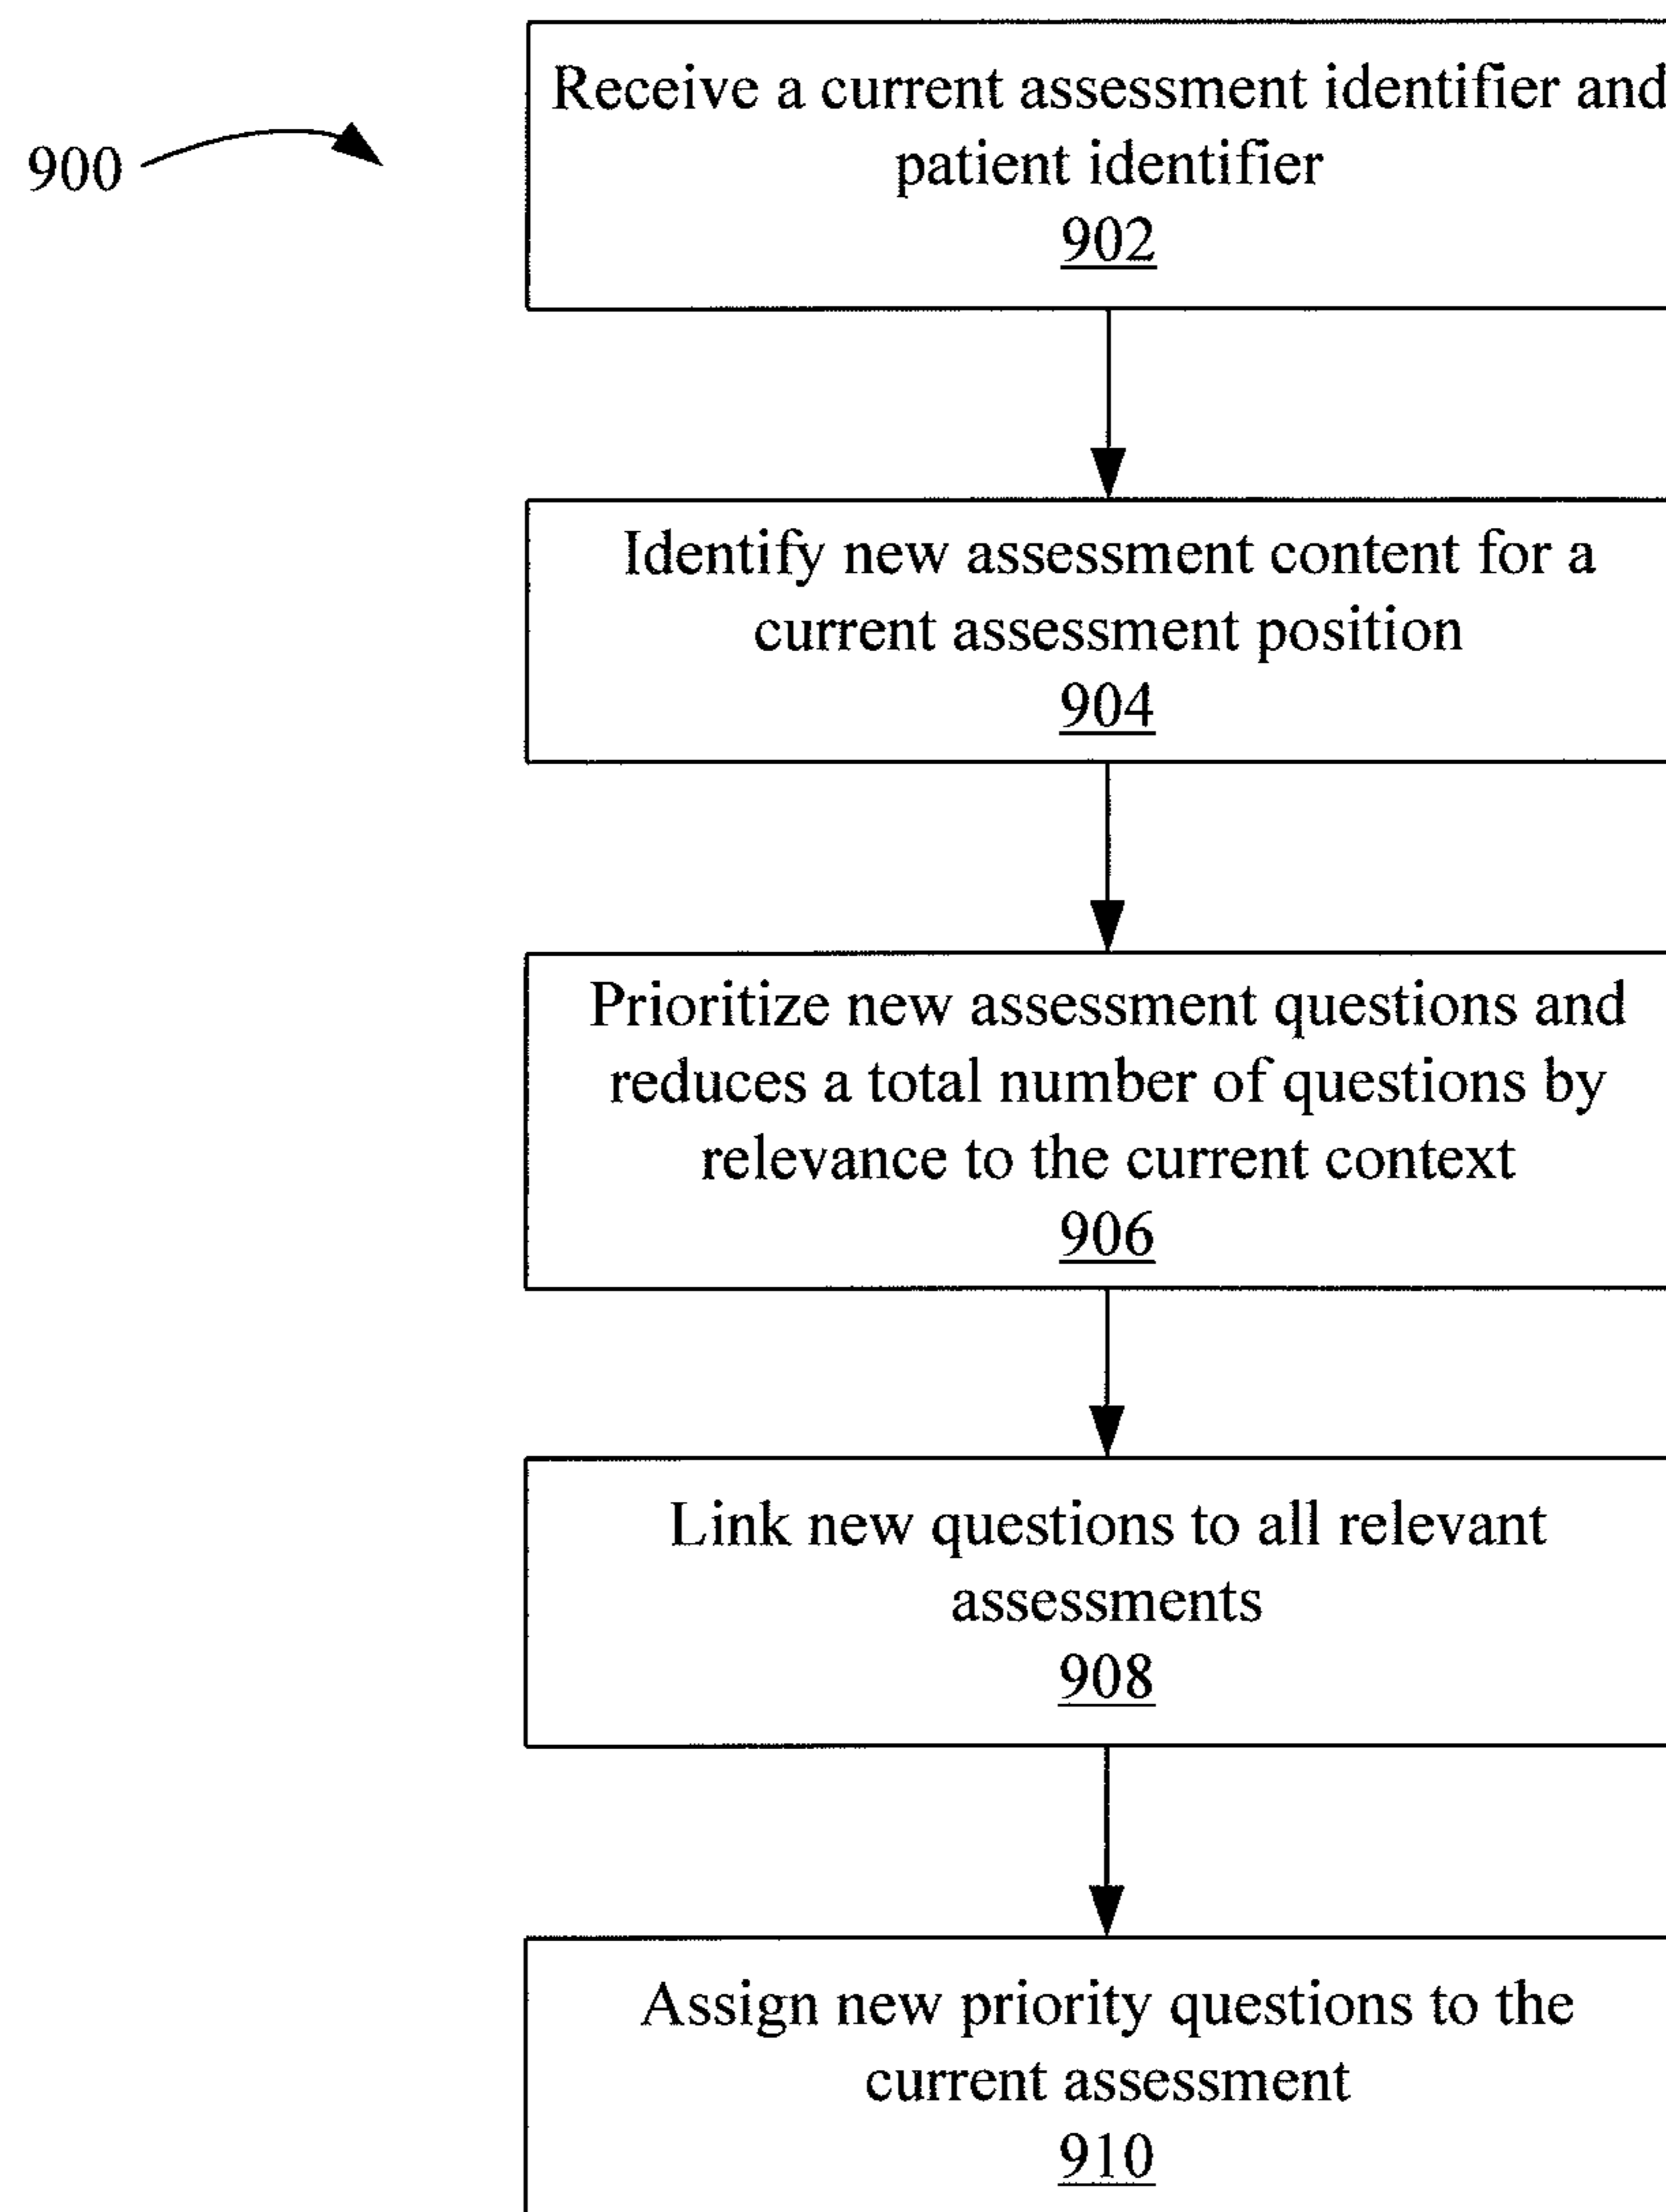 Receive a current assessment identifier and
900
patient identifier
902
Identify new assessment content for a
current assessment position
904
Prioritize new assessment questions and
reduces a total number of questions by
relevance to the current context
906
Link new questions to all relevant
assessments
908
Assign new priority questions to the
current assessment
910